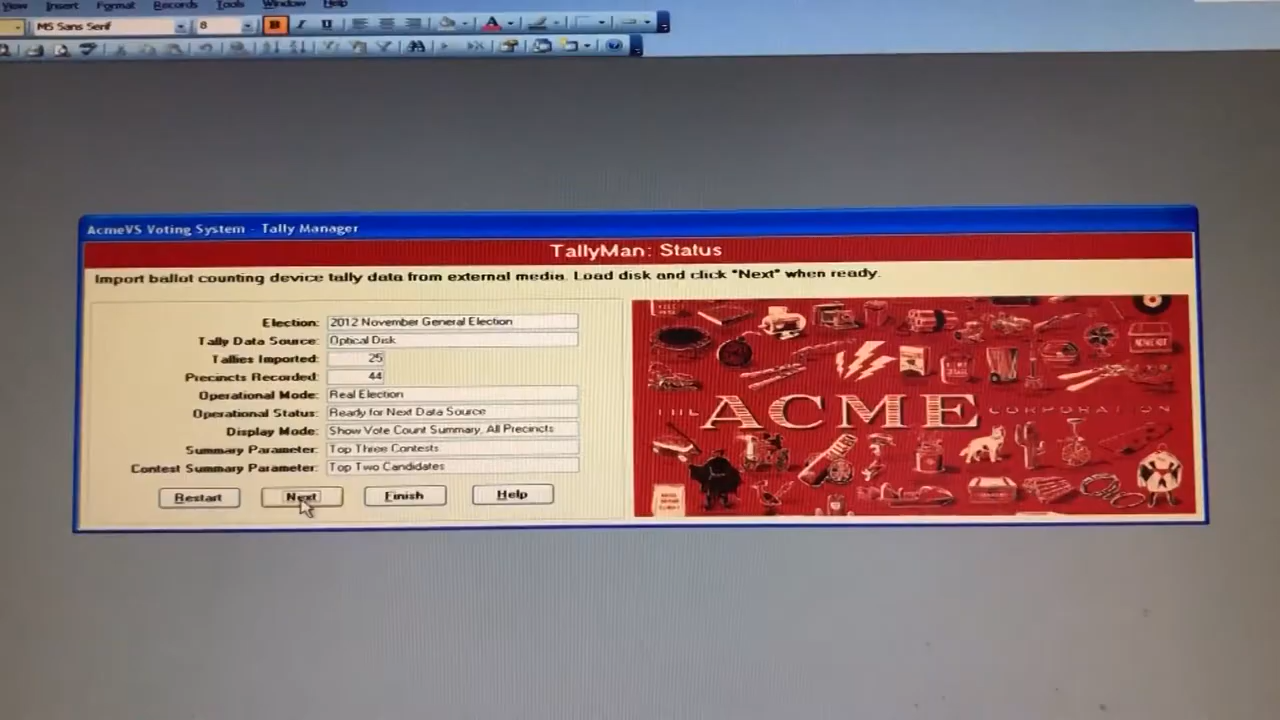 View Insert Format Records Tools Window Help
MS Sans Serif 8 B I U A
AcmeVS Voting System - Tally Manager
TallyMan: Status
Import ballot counting device tally data from external media. Load disk and click "Next" when ready.
Election: 2012 November General Election
Tally Data Source: Optical Disk
Tallies Imported: 25
Precincts Recorded: 44
Operational Mode: Real Election
Operational Status: Ready for Next Data Source
Display Mode: Show Vote Count Summary, All Precincts
Summary Parameter: Top Three Contests
Contest Summary Parameter: Top Two Candidates
Restart Next Finish Help
THE ACME CORPORATION